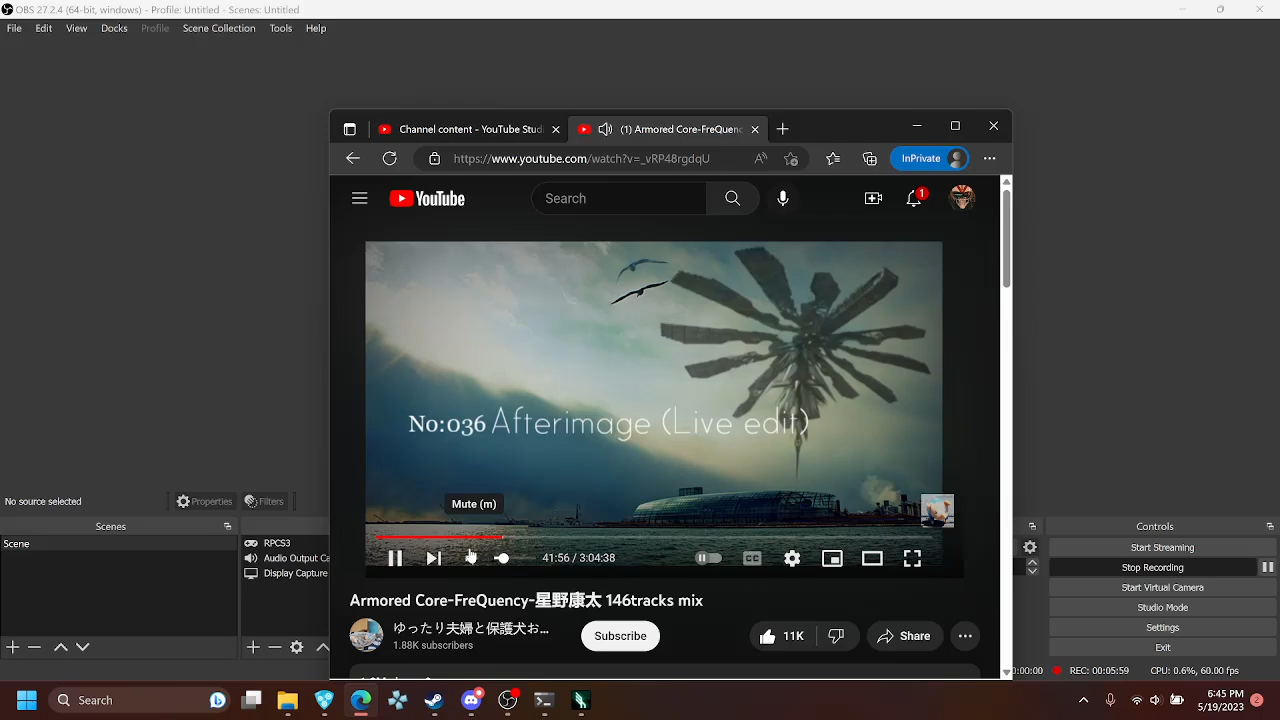 OBS 27.2.4 (64-bit, windows) - Profile: Untitled - Scenes: Untitled
File Edit View Docks Profile Scene Collection Tools Help
Channel content - YouTube Studi
(1) Armored Core-FreQuenc
https://www.youtube.com/watch?v=_vRP48rgdqU
InPrivate
YouTube
Search
1
No:036 Afterimage (Live edit)
Mute (m)
41:56 / 3:04:38
Armored Core-FreQuency-星野康太 146tracks mix
ゆったり夫婦と保護犬お...
1.88K subscribers
Subscribe
11K
Share
No source selected
Properties
Filters
Scenes
Scene
RPCS3
Audio Output Ca
Display Capture
Controls
Start Streaming
Stop Recording
Start Virtual Camera
Studio Mode
Settings
Exit
0:00:00 REC: 00:05:59 CPU: 0.6%, 60.00 fps
Search
6:45 PM
5/19/2023
2